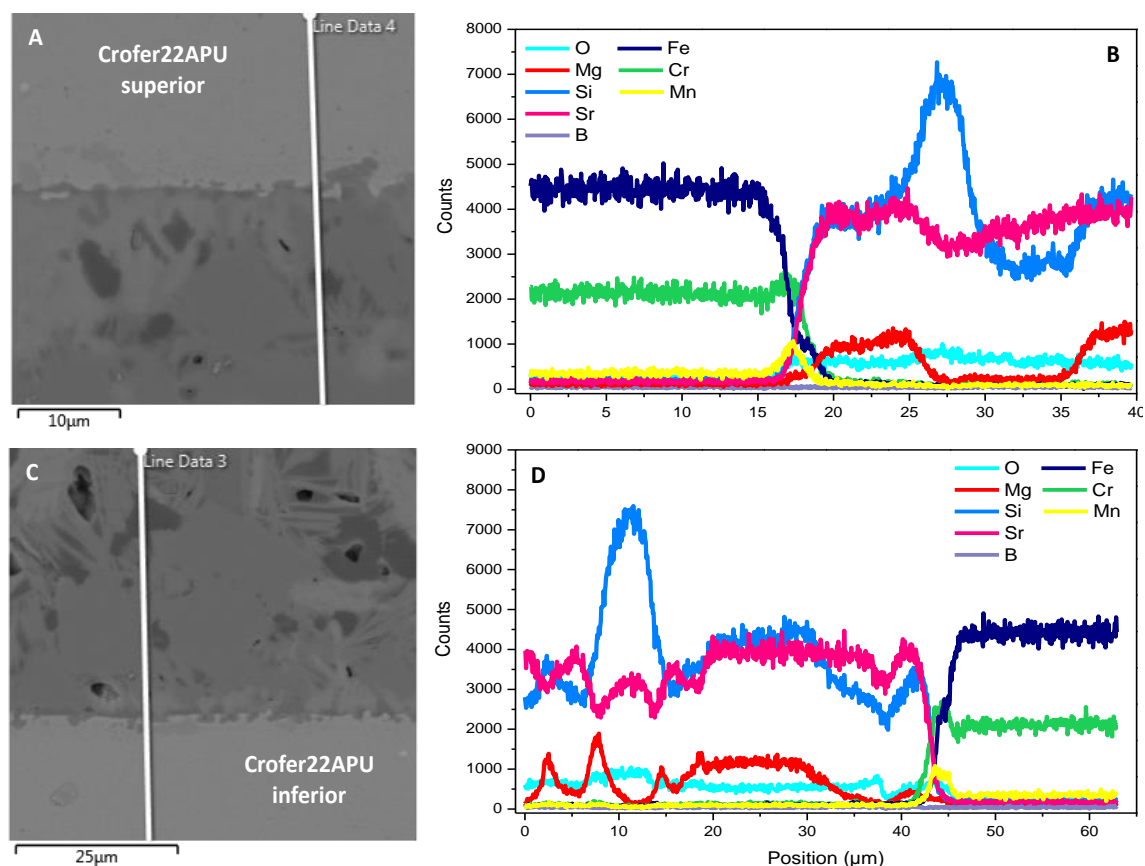 A
Line Data 4
Crofer22APU
superior
10µm
B
8000
7000
6000
5000
4000
3000
2000
1000
0
Counts
O
Fe
Mg
Cr
Si
Mn
Sr
B
0
5
10
15
20
25
30
35
40
C
Line Data 3
Crofer22APU
inferior
25µm
D
9000
8000
7000
6000
5000
4000
3000
2000
1000
0
Counts
O
Fe
Mg
Cr
Si
Mn
Sr
B
0
10
20
30
40
50
60
Position (µm)